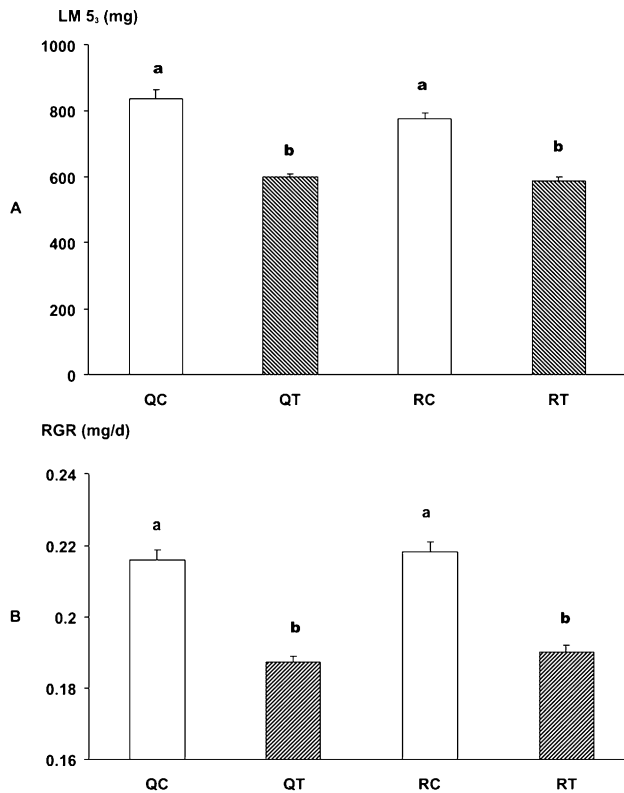 LM 5₃ (mg)
1000
a
a
800
b
b
600
A
400
200
0
QC QT RC RT
RGR (mg/d)
0.24
a
a
0.22
b
b
B
0.2
0.18
0.16
QC QT RC RT